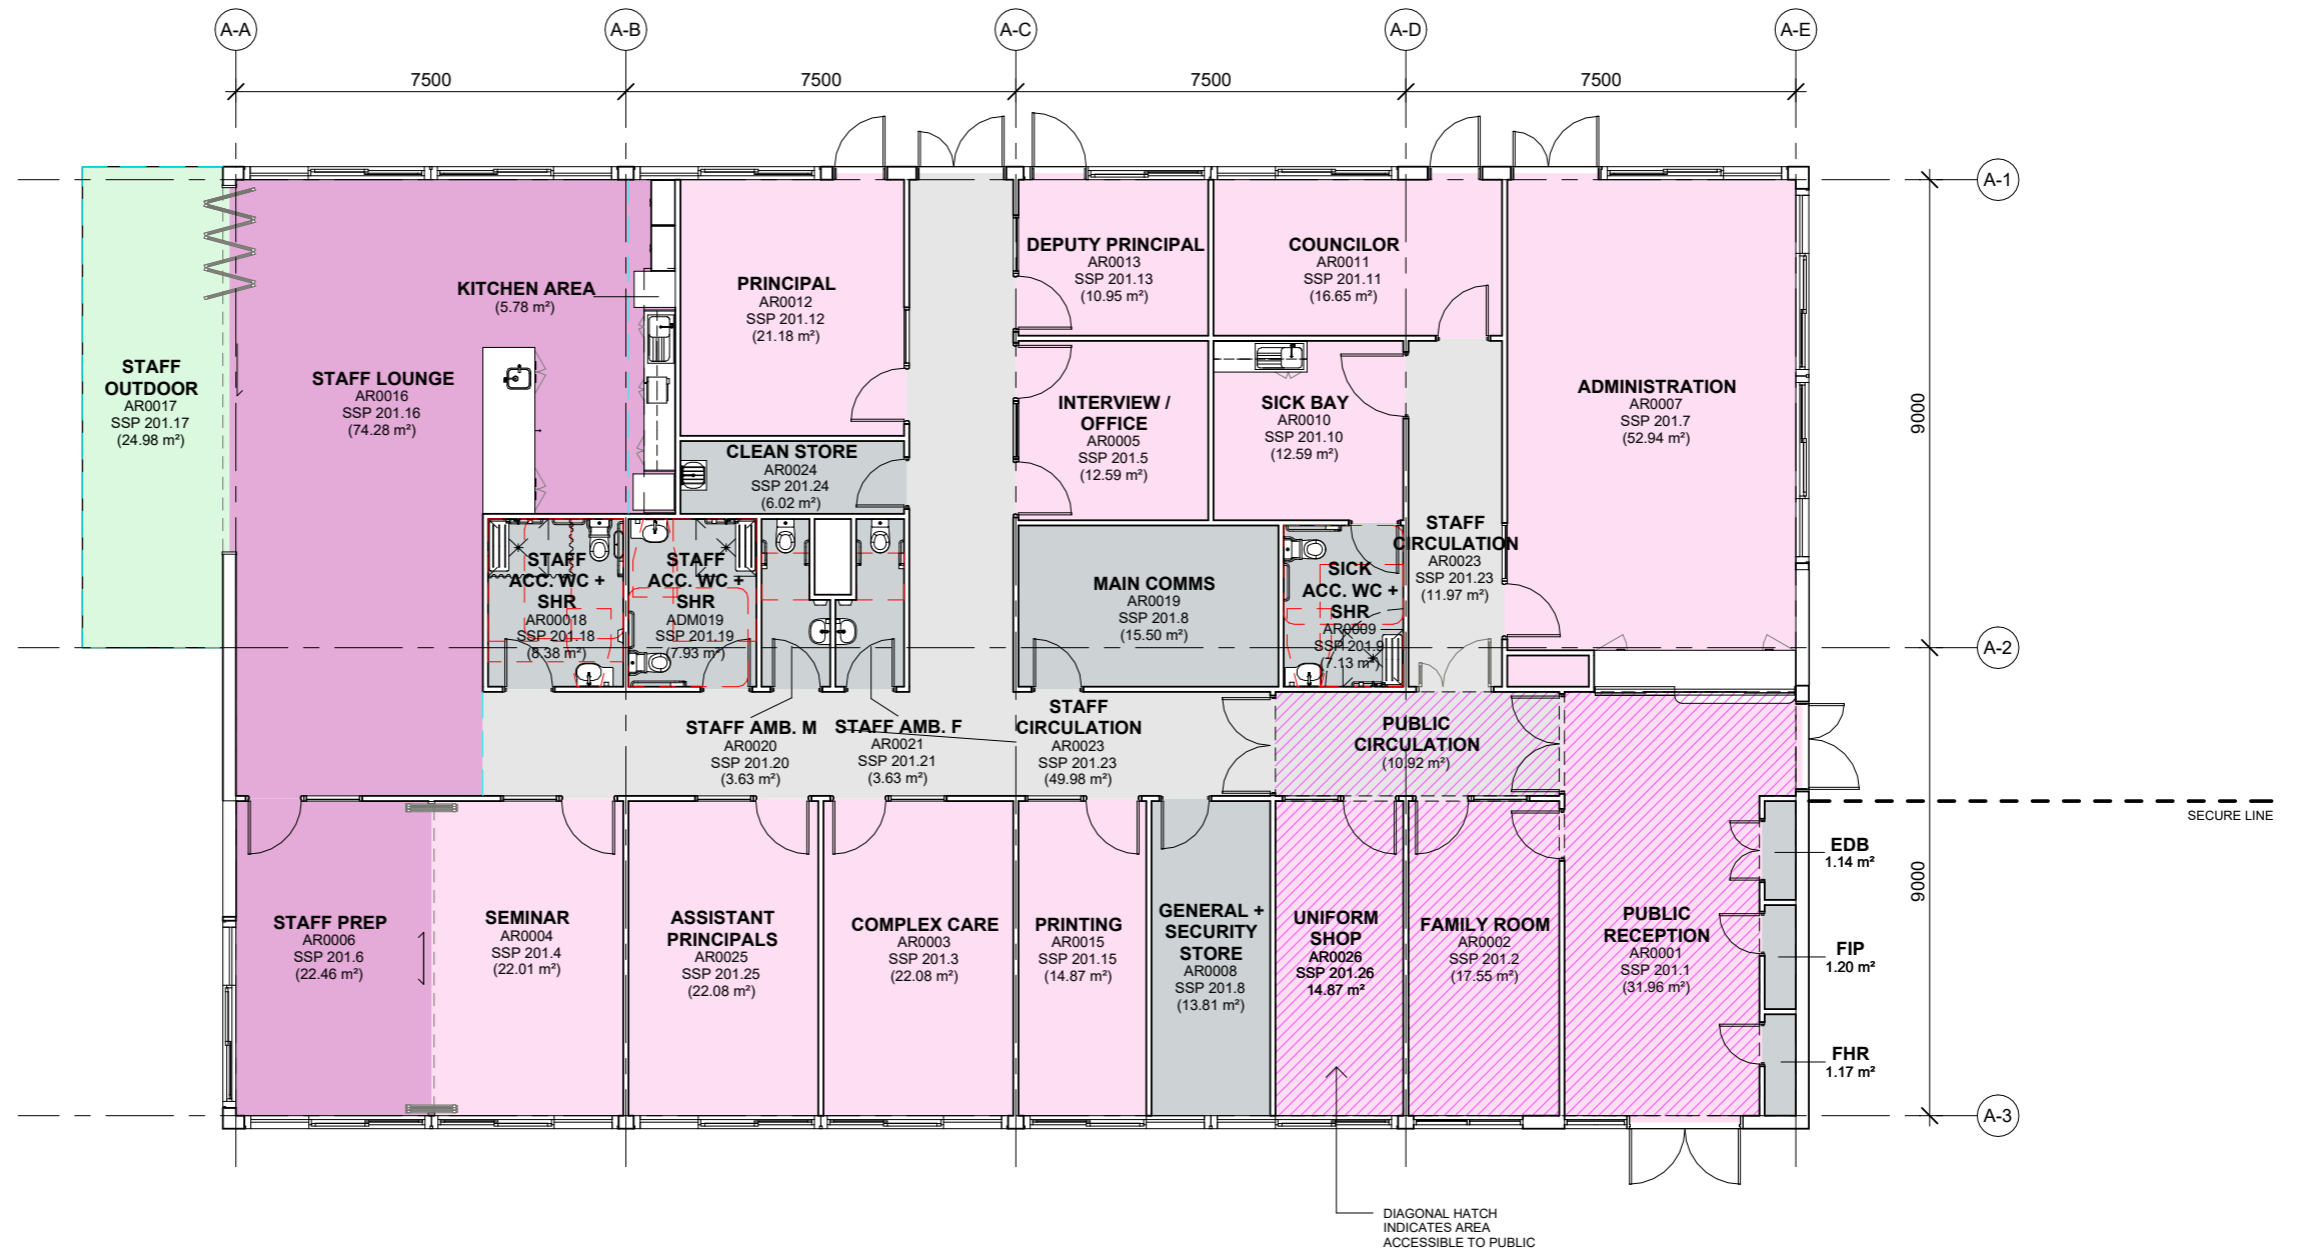 A-A
A-B
A-C
A-D
A-E
7500
7500
7500
7500
A-1
A-2
A-3
9000
9000
STAFF
OUTDOOR
AR0017
SSP 201.17
(24.98 m²)
STAFF LOUNGE
AR0016
SSP 201.16
(74.28 m²)
KITCHEN AREA
(5.78 m²)
PRINCIPAL
AR0012
SSP 201.12
(21.18 m²)
CLEAN STORE
AR0024
SSP 201.24
(6.02 m²)
DEPUTY PRINCIPAL
AR0013
SSP 201.13
(10.95 m²)
COUNCILOR
AR0011
SSP 201.11
(16.65 m²)
INTERVIEW /
OFFICE
AR0005
SSP 201.5
(12.59 m²)
SICK BAY
AR0010
SSP 201.10
(12.59 m²)
ADMINISTRATION
AR0007
SSP 201.7
(52.94 m²)
STAFF
CIRCULATION
AR0023
SSP 201.23
(11.97 m²)
STAFF
ACC. WC +
SHR
AR00018
SSP 201.18
(8.38 m²)
STAFF
ACC. WC +
SHR
ADM019
SSP 201.19
(7.93 m²)
MAIN COMMS
AR0019
SSP 201.8
(15.50 m²)
SICK
ACC. WC +
SHR
AR0009
SSP 201.9
(7.13 m²)
STAFF AMB. M
AR0020
SSP 201.20
(3.63 m²)
STAFF AMB. F
AR0021
SSP 201.21
(3.63 m²)
STAFF
CIRCULATION
AR0023
SSP 201.23
(49.98 m²)
PUBLIC
CIRCULATION
(10.92 m²)
SECURE LINE
STAFF PREP
AR0006
SSP 201.6
(22.46 m²)
SEMINAR
AR0004
SSP 201.4
(22.01 m²)
ASSISTANT
PRINCIPALS
AR0025
SSP 201.25
(22.08 m²)
COMPLEX CARE
AR0003
SSP 201.3
(22.08 m²)
PRINTING
AR0015
SSP 201.15
(14.87 m²)
GENERAL +
SECURITY
STORE
AR0008
SSP 201.8
(13.81 m²)
UNIFORM
SHOP
AR0026
SSP 201.26
14.87 m²
FAMILY ROOM
AR0002
SSP 201.2
(17.55 m²)
PUBLIC
RECEPTION
AR0001
SSP 201.1
(31.96 m²)
EDB
1.14 m²
FIP
1.20 m²
FHR
1.17 m²
DIAGONAL HATCH
INDICATES AREA
ACCESSIBLE TO PUBLIC